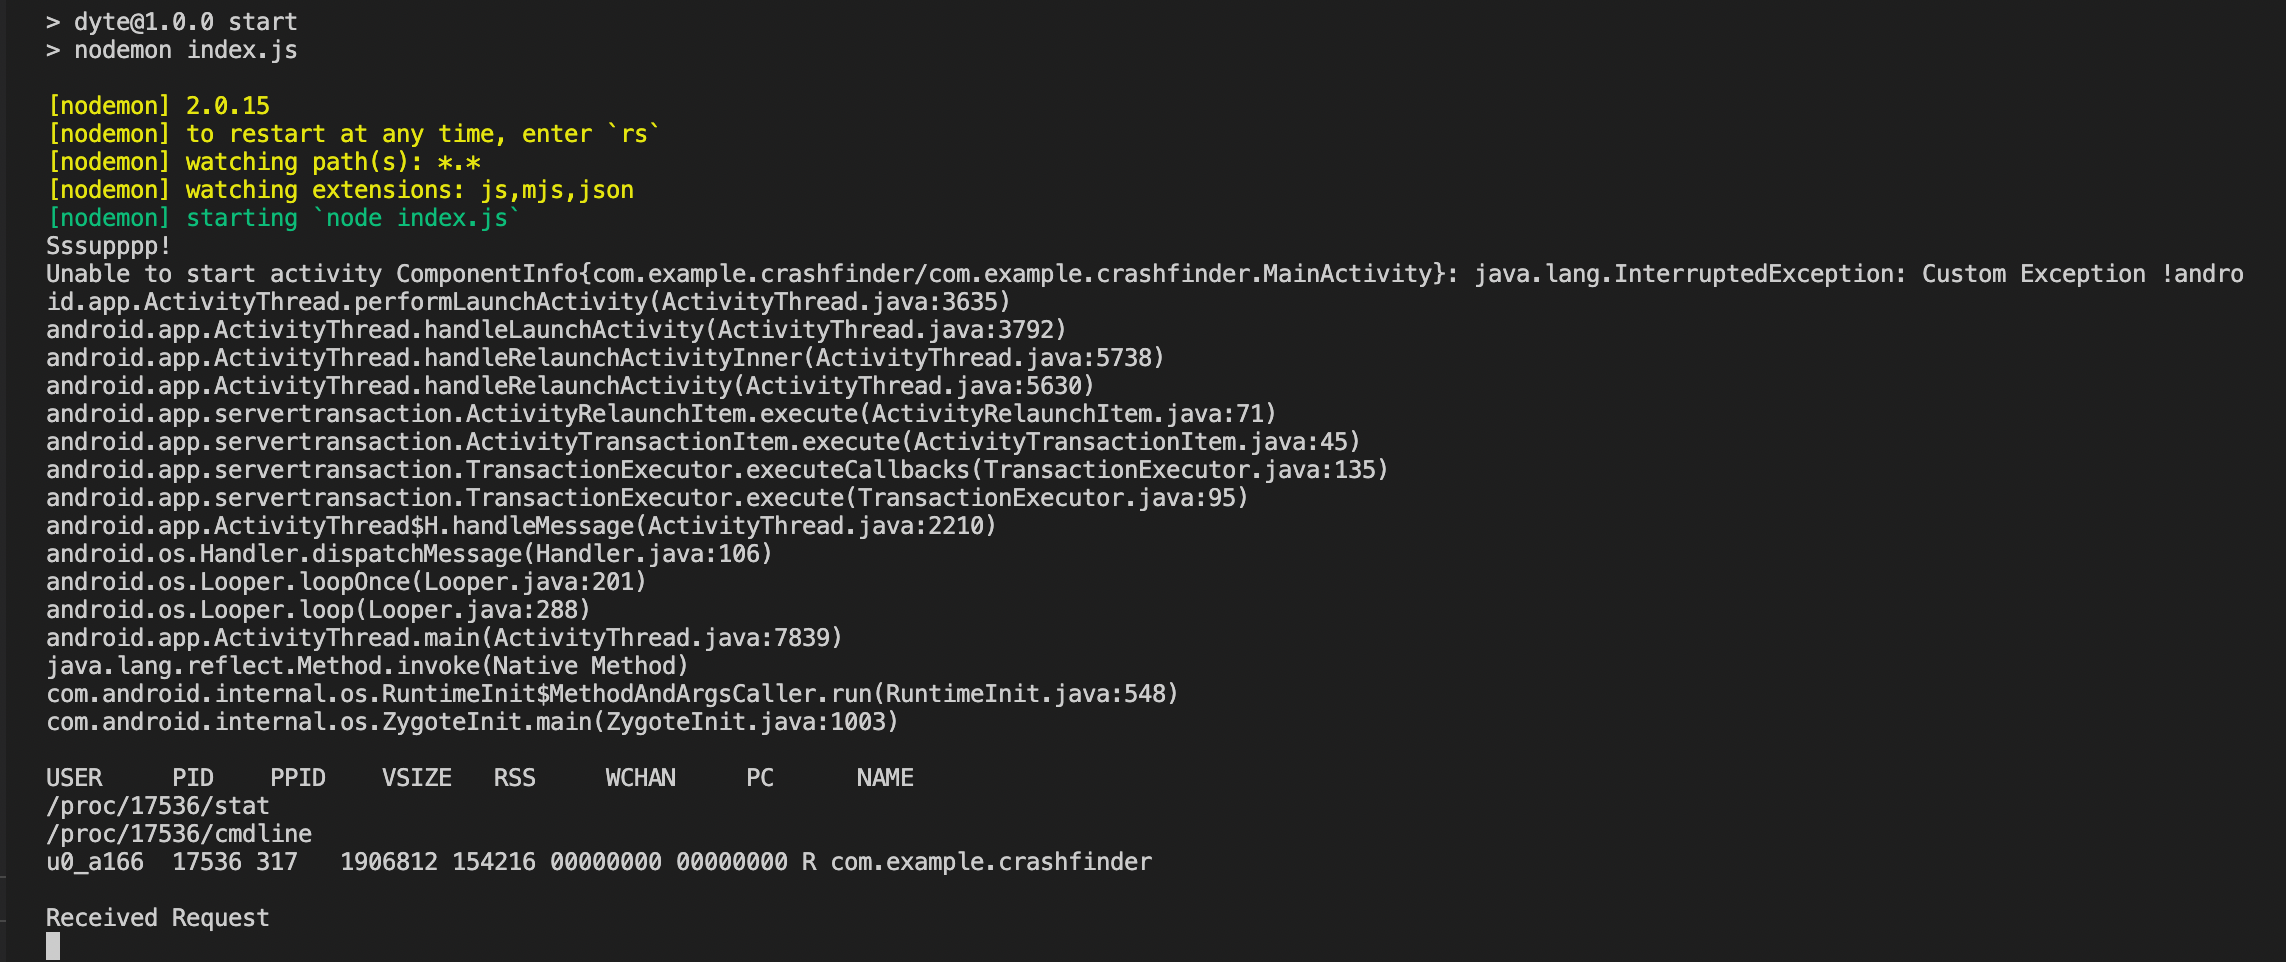 > dyte@1.0.0 start
> nodemon index.js
[nodemon] 2.0.15
[nodemon] to restart at any time, enter `rs`
[nodemon] watching path(s): *.*
[nodemon] watching extensions: js,mjs,json
[nodemon] starting `node index.js`
Sssupppp!
Unable to start activity ComponentInfo{com.example.crashfinder/com.example.crashfinder.MainActivity}: java.lang.InterruptedException: Custom Exception !andro
id.app.ActivityThread.performLaunchActivity(ActivityThread.java:3635)
android.app.ActivityThread.handleLaunchActivity(ActivityThread.java:3792)
android.app.ActivityThread.handleRelaunchActivityInner(ActivityThread.java:5738)
android.app.ActivityThread.handleRelaunchActivity(ActivityThread.java:5630)
android.app.servertransaction.ActivityRelaunchItem.execute(ActivityRelaunchItem.java:71)
android.app.servertransaction.ActivityTransactionItem.execute(ActivityTransactionItem.java:45)
android.app.servertransaction.TransactionExecutor.executeCallbacks(TransactionExecutor.java:135)
android.app.servertransaction.TransactionExecutor.execute(TransactionExecutor.java:95)
android.app.ActivityThread$H.handleMessage(ActivityThread.java:2210)
android.os.Handler.dispatchMessage(Handler.java:106)
android.os.Looper.loopOnce(Looper.java:201)
android.os.Looper.loop(Looper.java:288)
android.app.ActivityThread.main(ActivityThread.java:7839)
java.lang.reflect.Method.invoke(Native Method)
com.android.internal.os.RuntimeInit$MethodAndArgsCaller.run(RuntimeInit.java:548)
com.android.internal.os.ZygoteInit.main(ZygoteInit.java:1003)
USER     PID    PPID    VSIZE   RSS     WCHAN     PC      NAME
/proc/17536/stat
/proc/17536/cmdline
u0_a166  17536 317   1906812 154216 00000000 00000000 R com.example.crashfinder
Received Request